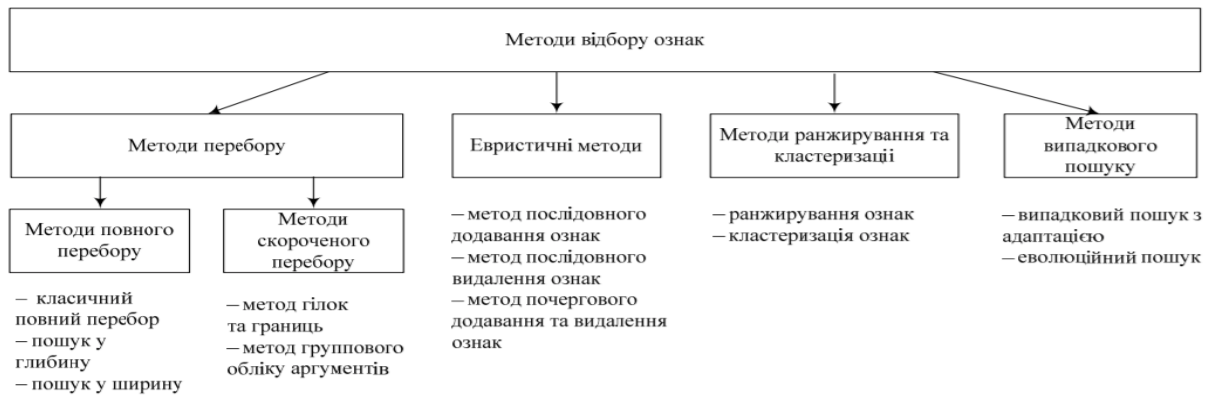 Методи відбору ознак
Методи перебору
Евристичні методи
Методи ранжирування та
кластеризації
Методи
випадкового
пошуку
Методи повного
перебору
Методи
скороченого
перебору
– класичний
повний перебор
– пошук у
глибину
– пошук у ширину
– метод гілок
та границь
– метод группового
обліку аргументів
– метод послідовного
додавання ознак
– метод послідовного
видалення ознак
– метод почергового
додавання та видалення
ознак
– ранжирування ознак
– кластеризація ознак
– випадковий пошук з
адаптацією
– еволюційний пошук